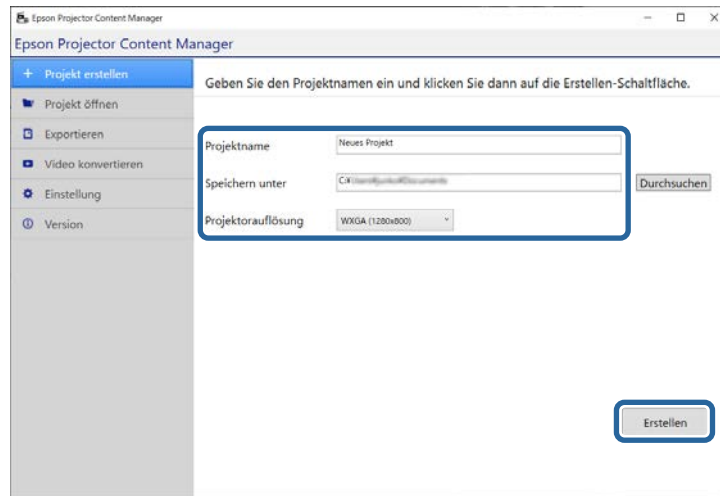 Epson Projector Content Manager
Epson Projector Content Manager
Projekt erstellen
Projekt öffnen
Exportieren
Video konvertieren
Einstellung
Version
Geben Sie den Projektnamen ein und klicken Sie dann auf die Erstellen-Schaltfläche.
Projektname Neues Projekt
Speichern unter Durchsuchen
Projektorauflösung WXGA (1280x800)
Erstellen